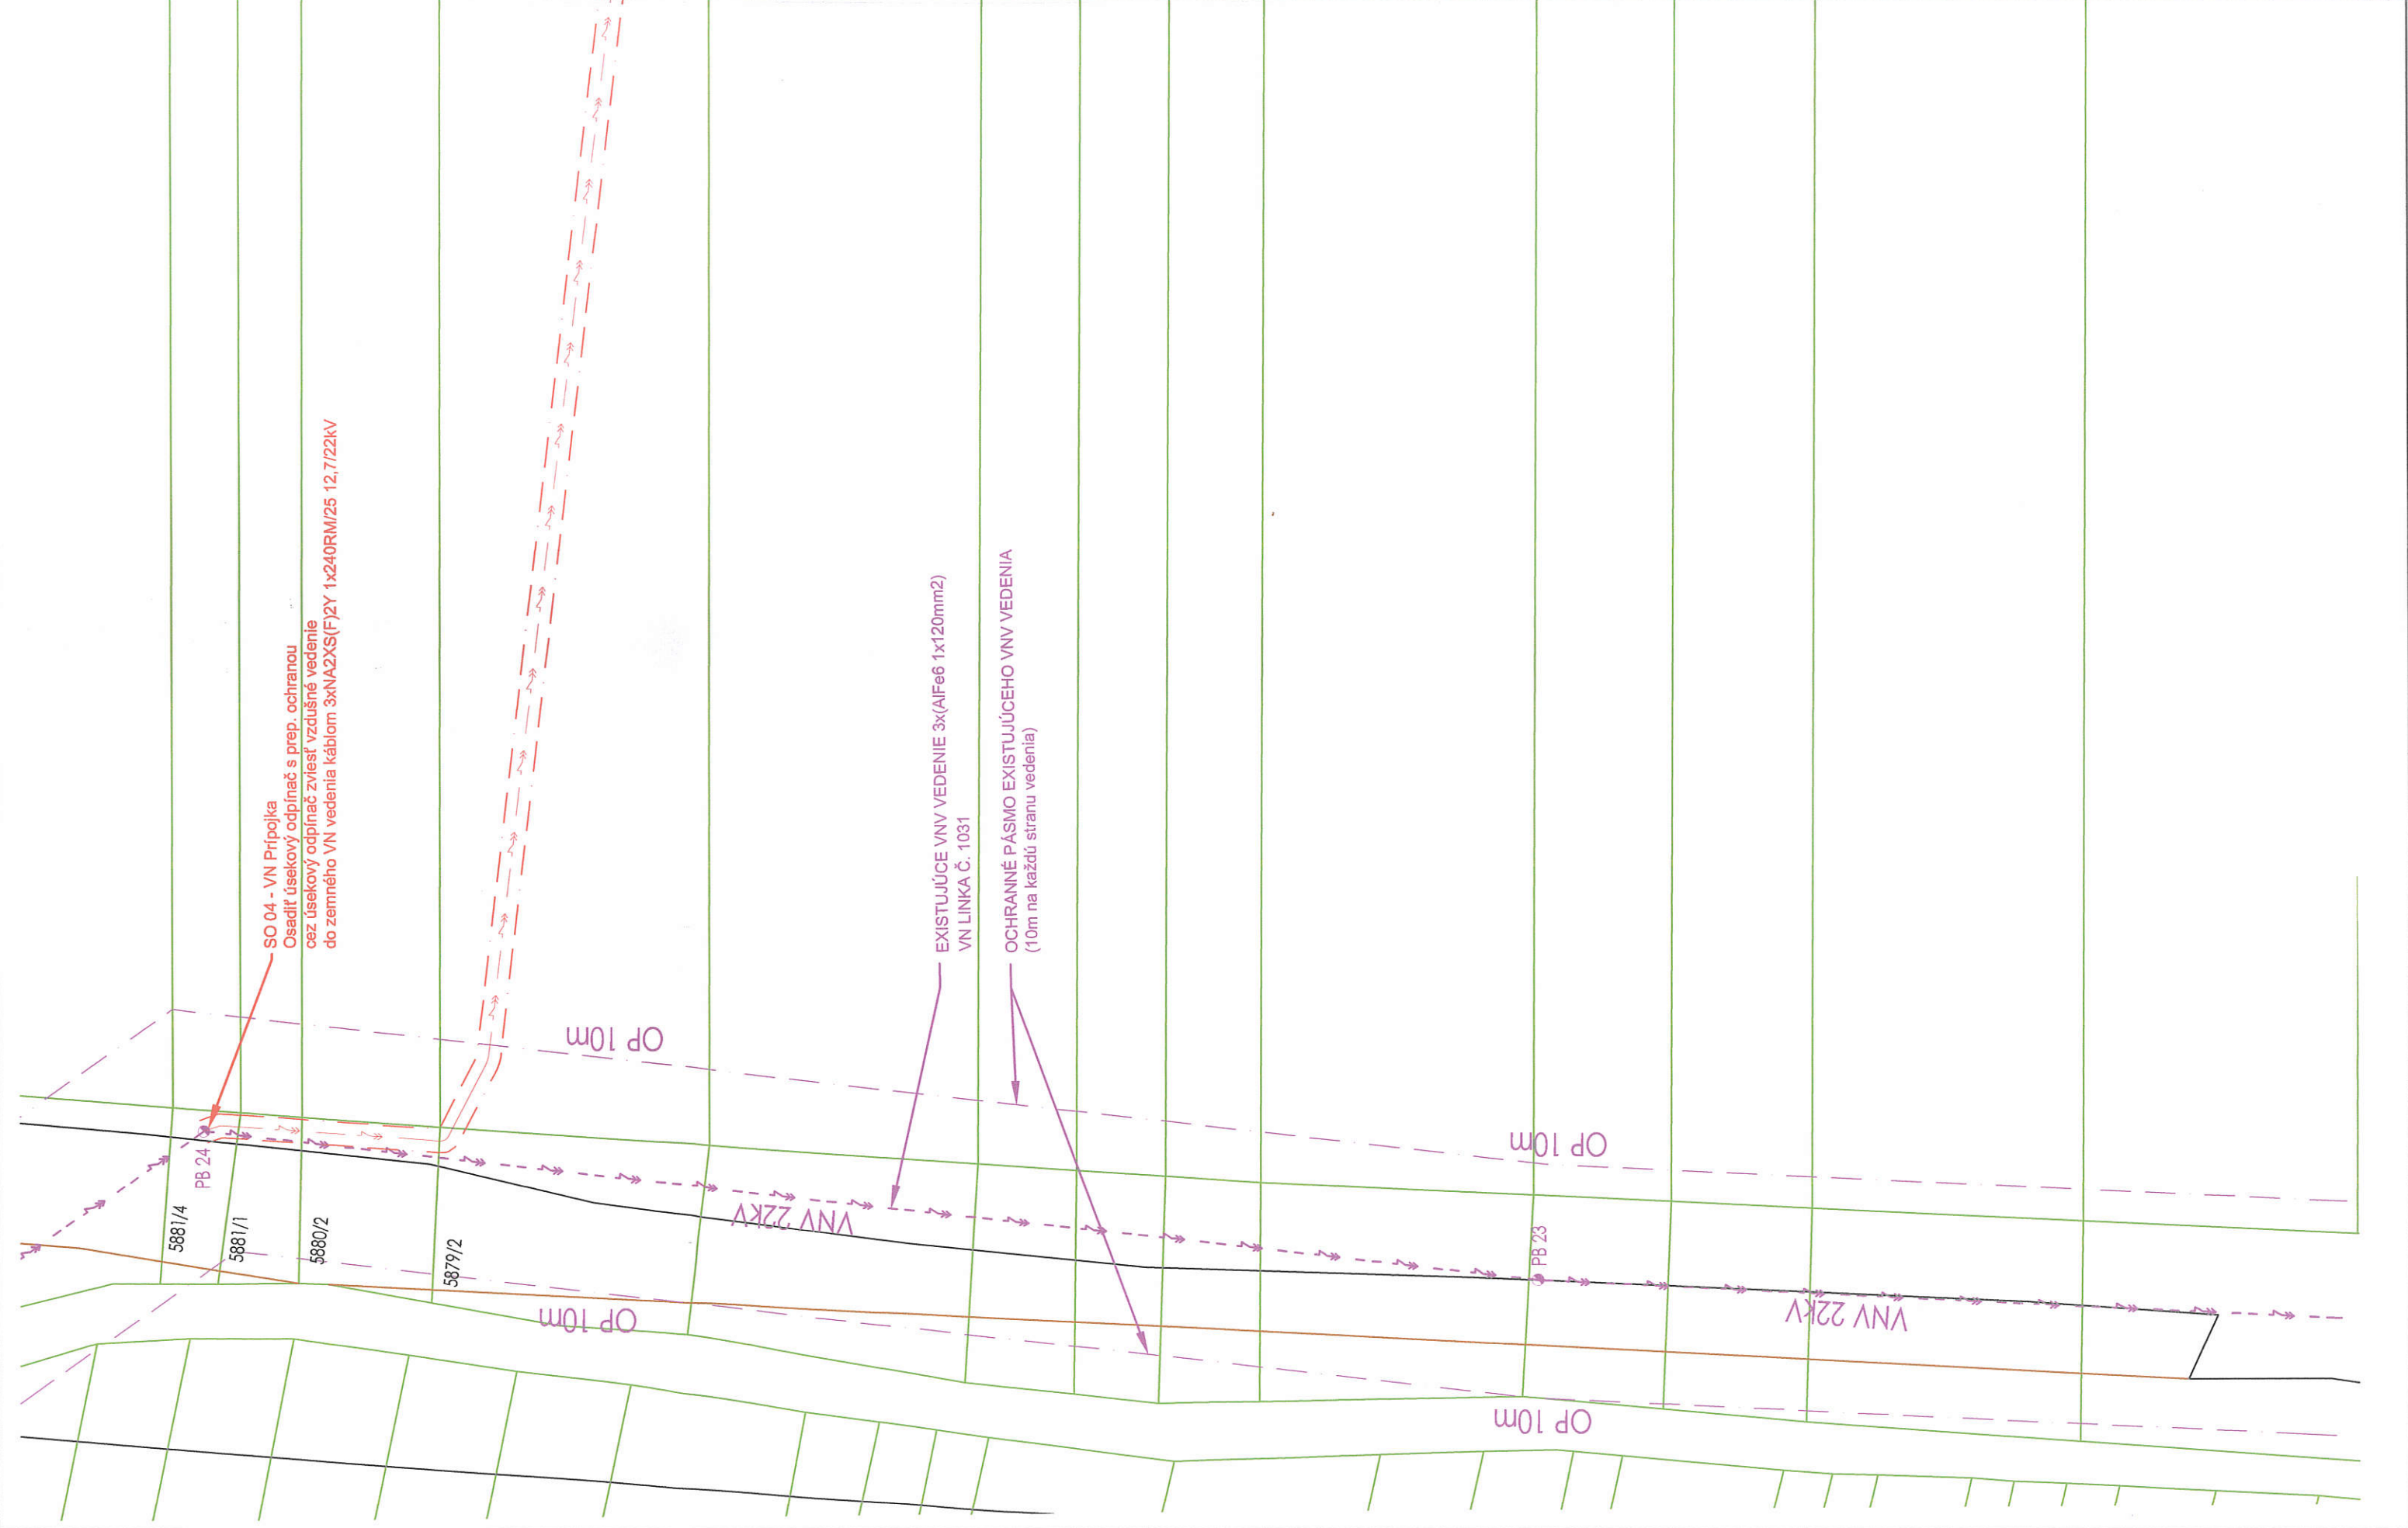 SO 04 - VN Prípojka
Osadiť úsekový odpínač s prep. ochranou
cez úsekový odpínač zviesť vzdušné vedenie
do zemného VN vedenia káblom 3xNA2XS(F)2Y 1x240RM/25 12,7/22kV
EXISTUJÚCE VNV VEDENIE 3x(AlFe6 1x120mm2)
VN LINKA Č. 1031
OCHRANNÉ PÁSMO EXISTUJÚCEHO VNV VEDENIA
(10m na každú stranu vedenia)
OP 10m
OP 10m
PB 24
5881/4
5881/1
5880/2
5879/2
VNV 22kV
PB 23
VNV 22kV
OP 10m
OP 10m